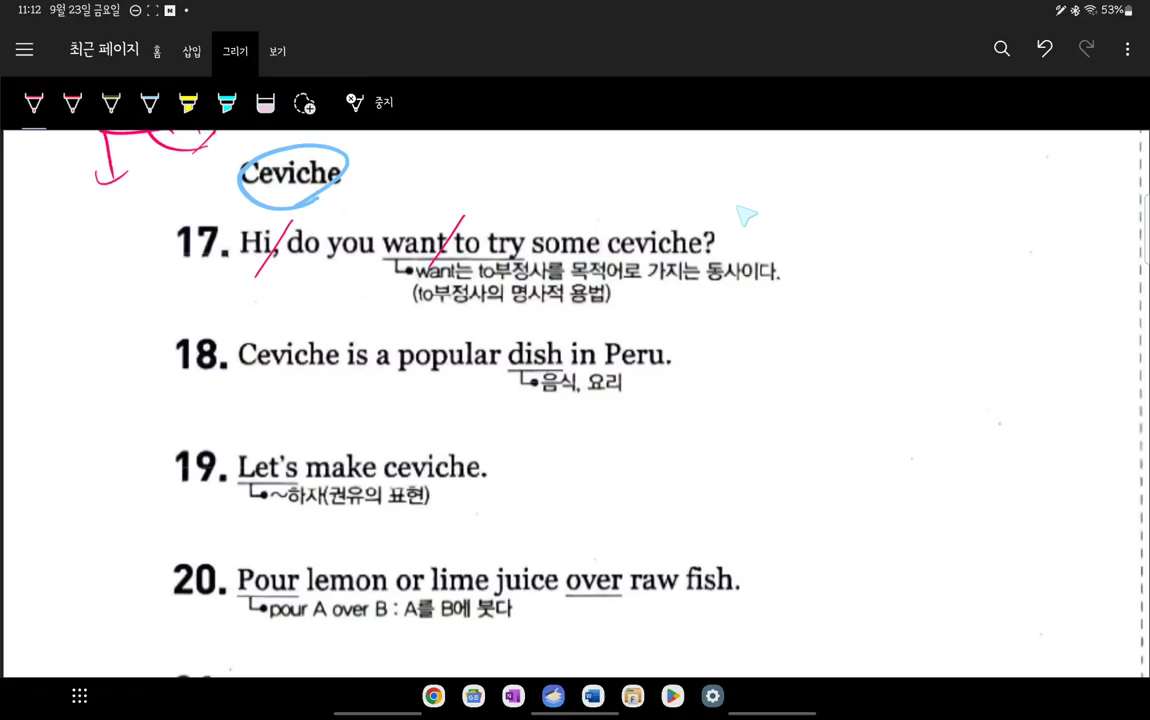 11:12 9월 23일 금요일 N 53%
최근 페이지 홈 삽입 그리기 보기
중지
Ceviche
17. Hi, do you want to try some ceviche?
want는 to부정사를 목적어로 가지는 동사이다.
(to부정사의 명사적 용법)
18. Ceviche is a popular dish in Peru.
음식, 요리
19. Let's make ceviche.
~하자(권유의 표현)
20. Pour lemon or lime juice over raw fish.
pour A over B : A를 B에 붓다